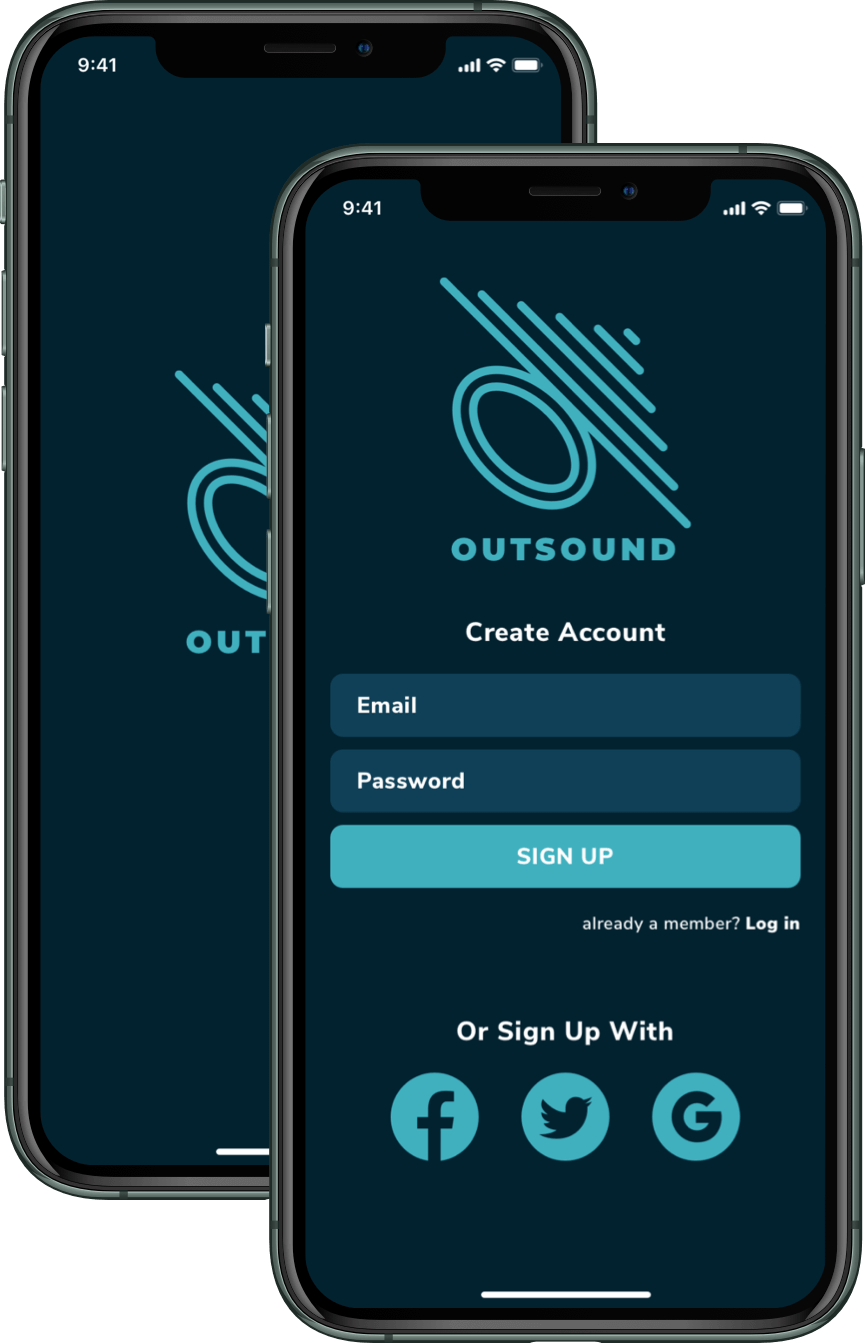 9:41
OUT
9:41
OUTSOUND
Create Account
Email
Password
SIGN UP
already a member? Log in
Or Sign Up With